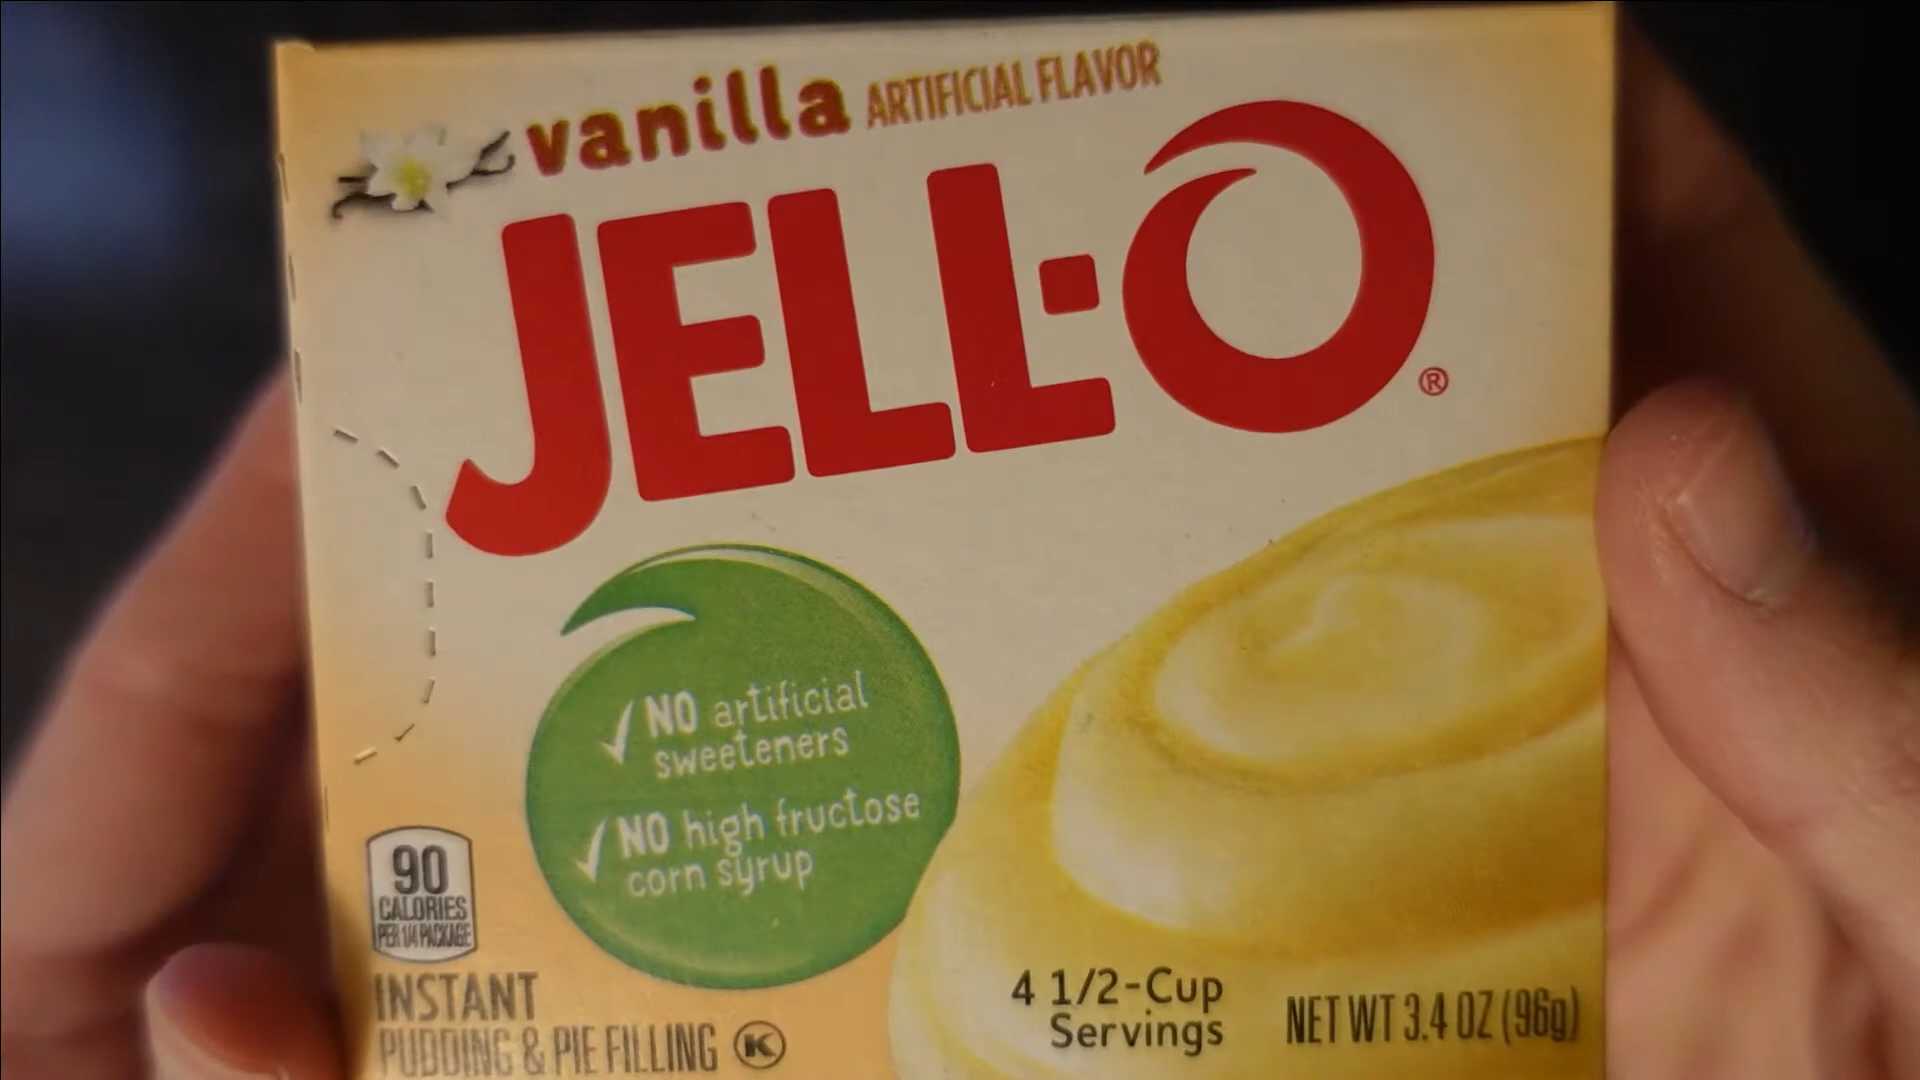 vanilla ARTIFICIAL FLAVOR
JELL-O®
✓ NO artificial
sweeteners
✓ NO high fructose
corn syrup
90
CALORIES
PER 1/4 PACKAGE
INSTANT
PUDDING & PIE FILLING K
4 1/2-Cup
Servings
NET WT 3.4 OZ (96g)